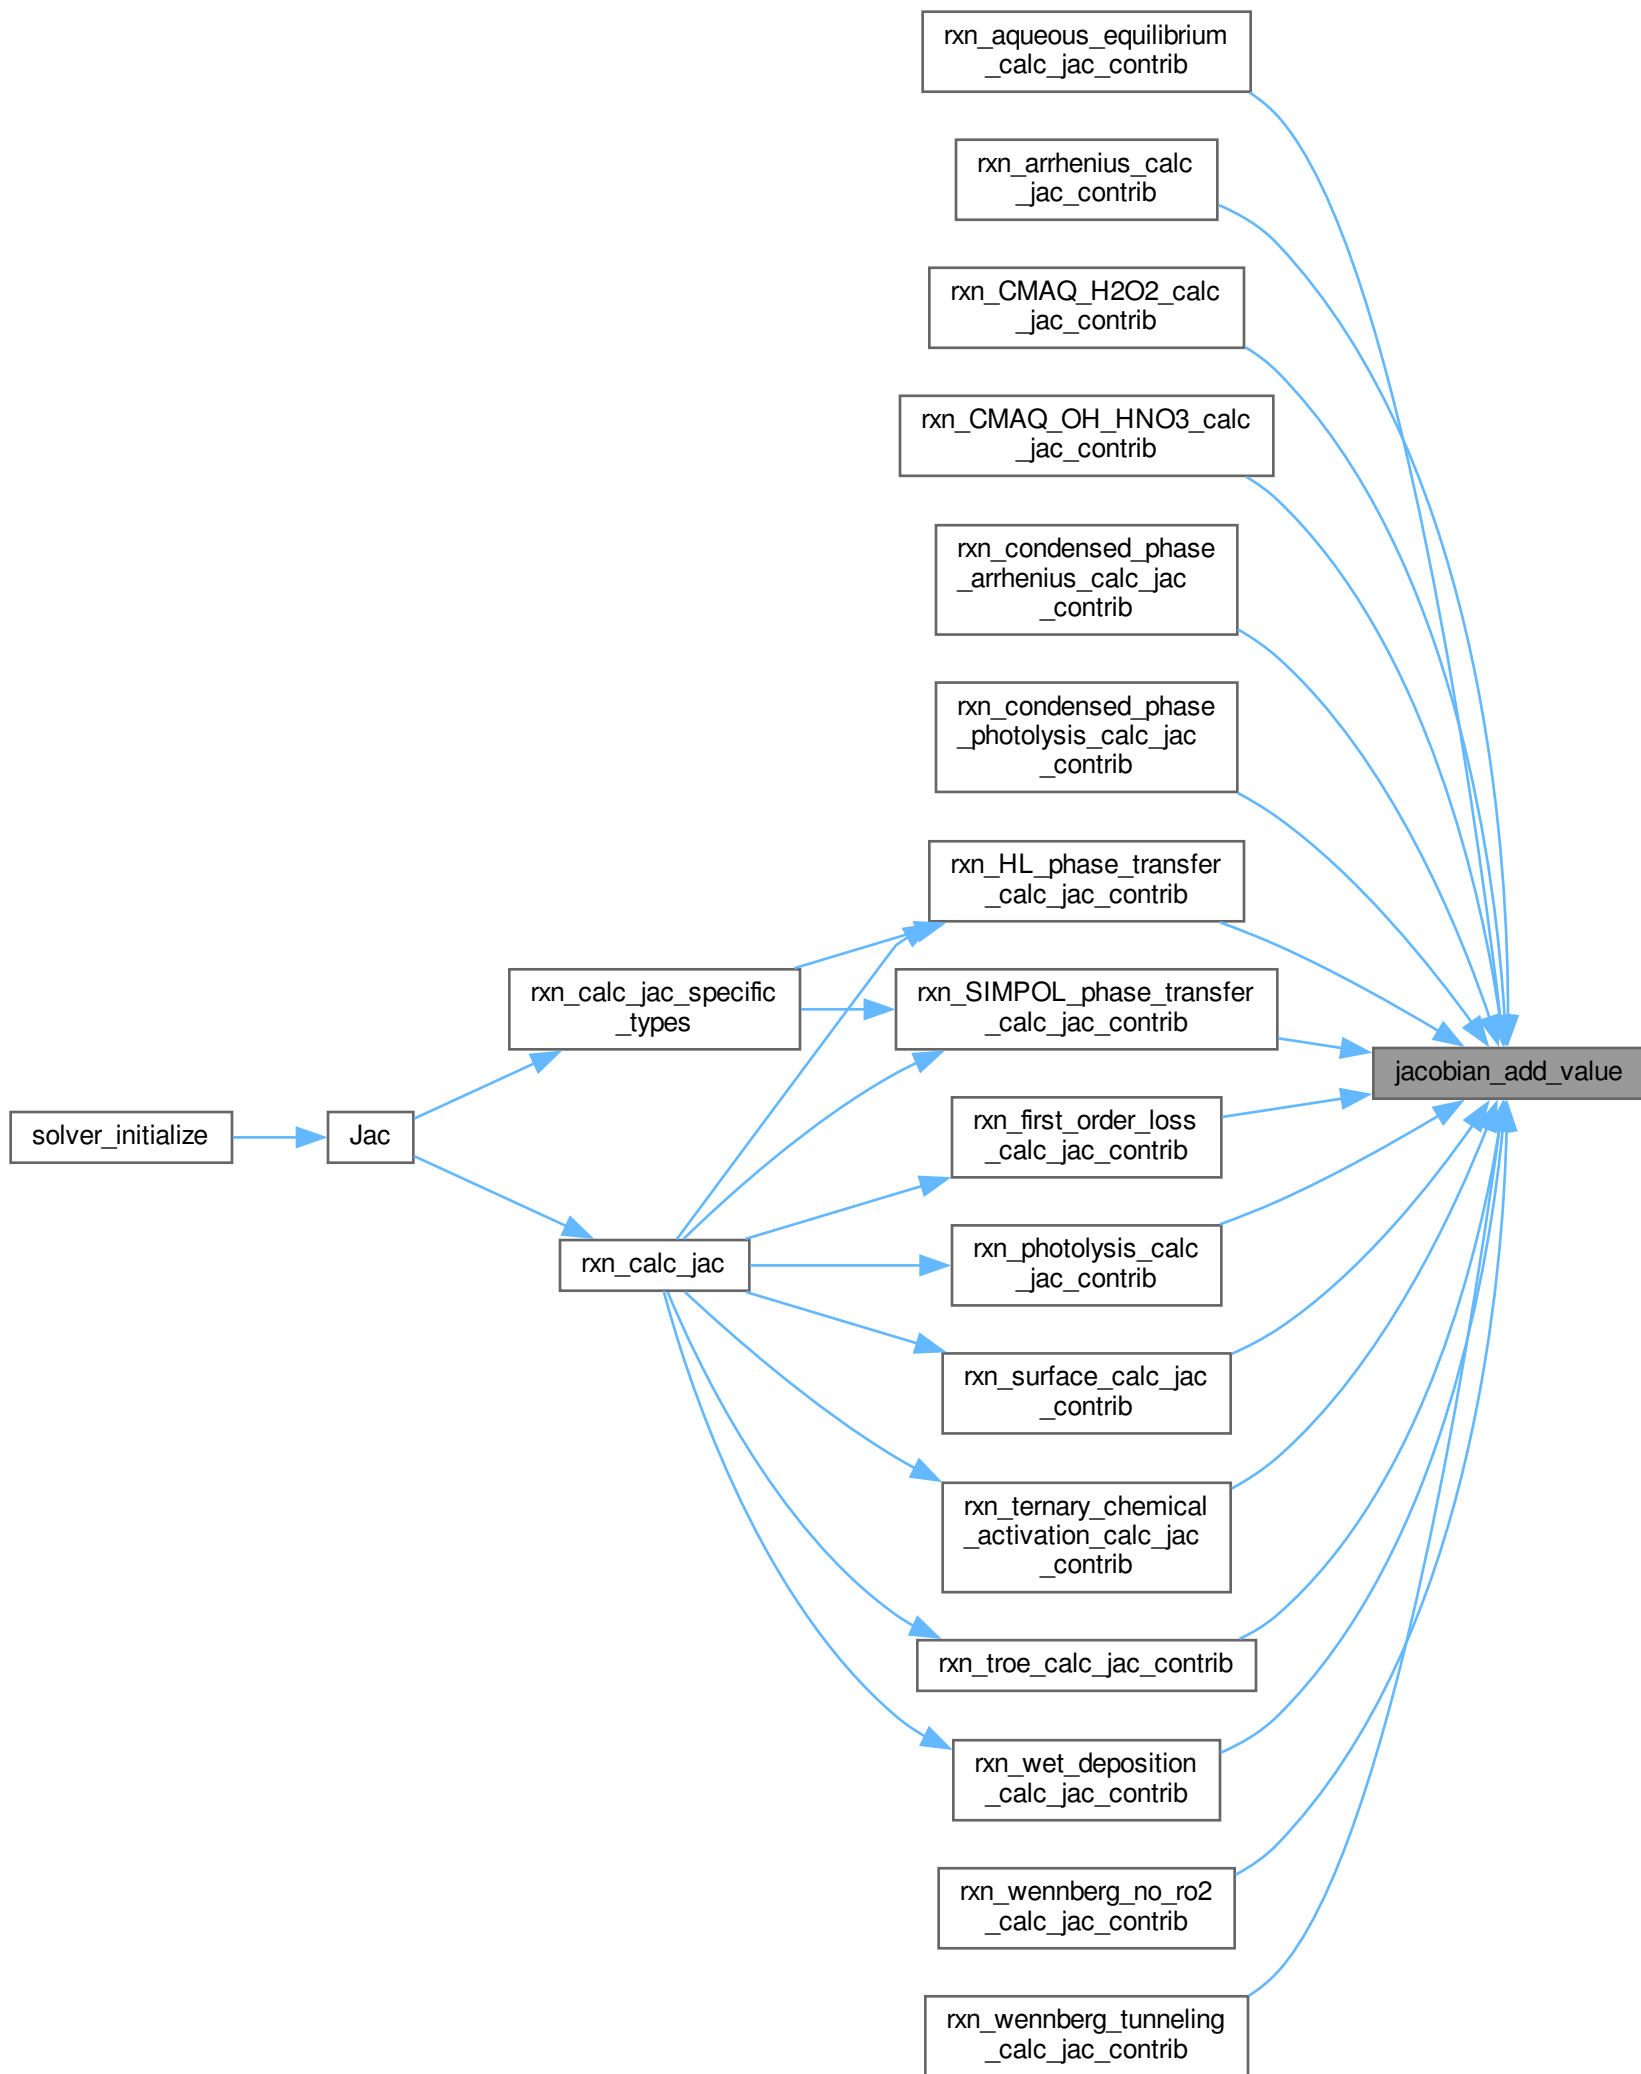 rxn_aqueous_equilibrium
_calc_jac_contrib
rxn_arrhenius_calc
_jac_contrib
rxn_CMAQ_H2O2_calc
_jac_contrib
rxn_CMAQ_OH_HNO3_calc
_jac_contrib
rxn_condensed_phase
_arrhenius_calc_jac
_contrib
rxn_condensed_phase
_photolysis_calc_jac
_contrib
rxn_HL_phase_transfer
_calc_jac_contrib
rxn_calc_jac_specific
_types
rxn_SIMPOL_phase_transfer
_calc_jac_contrib
jacobian_add_value
solver_initialize
Jac
rxn_first_order_loss
_calc_jac_contrib
rxn_calc_jac
rxn_photolysis_calc
_jac_contrib
rxn_surface_calc_jac
_contrib
rxn_ternary_chemical
_activation_calc_jac
_contrib
rxn_troe_calc_jac_contrib
rxn_wet_deposition
_calc_jac_contrib
rxn_wennberg_no_ro2
_calc_jac_contrib
rxn_wennberg_tunneling
_calc_jac_contrib